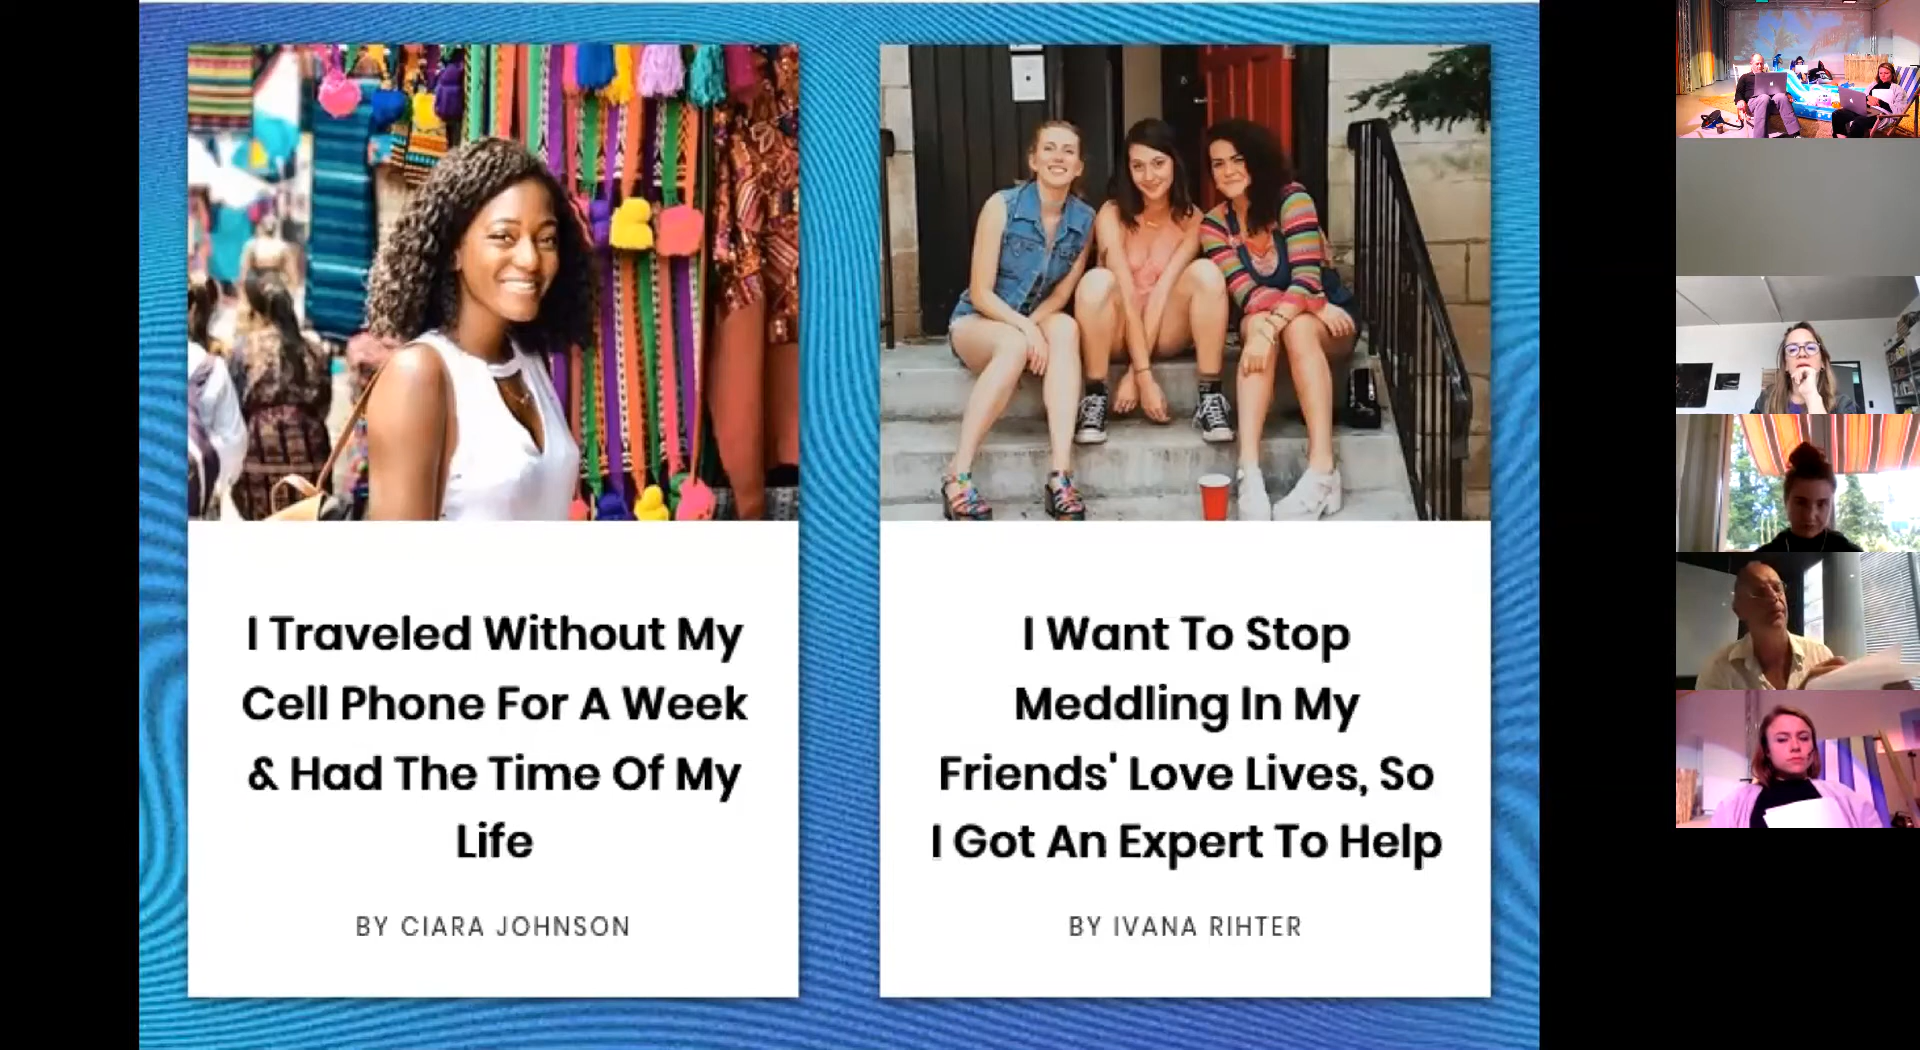 I Traveled Without My
Cell Phone For A Week
& Had The Time Of My
Life
BY CIARA JOHNSON
I Want To Stop
Meddling In My
Friends' Love Lives, So
I Got An Expert To Help
BY IVANA RIHTER